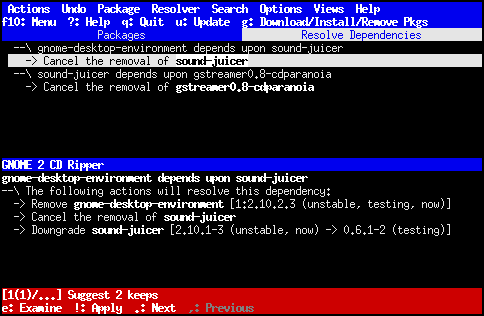 Actions  Undo  Package  Resolver  Search  Options  Views  Help
f10: Menu  ?: Help  q: Quit  u: Update  g: Download/Install/Remove Pkgs
Packages                    Resolve Dependencies
--\ gnome-desktop-environment depends upon sound-juicer
-> Cancel the removal of sound-juicer
--\ sound-juicer depends upon gstreamer0.8-cdparanoia
-> Cancel the removal of gstreamer0.8-cdparanoia
GNOME 2 CD Ripper
gnome-desktop-environment depends upon sound-juicer
--\ The following actions will resolve this dependency:
-> Remove gnome-desktop-environment [1:2.10.2.3 (unstable, testing, now)]
-> Cancel the removal of sound-juicer
-> Downgrade sound-juicer [2.10.1-3 (unstable, now) -> 0.6.1-2 (testing)]
[1(1)/...] Suggest 2 keeps
e: Examine  !: Apply  .: Next  ,: Previous